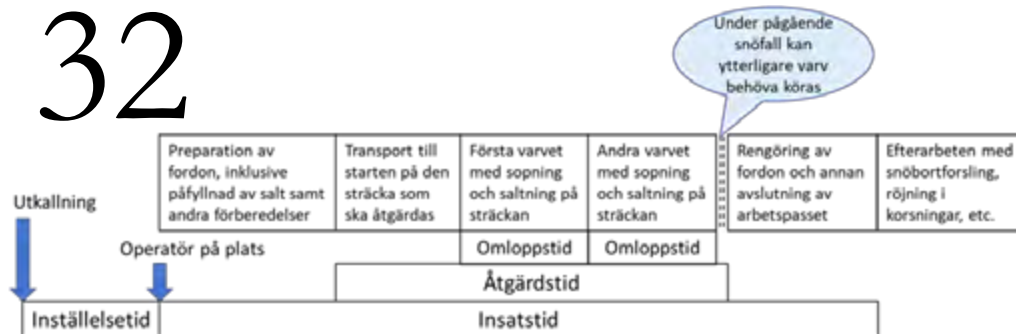 32
Under pågående
snöfall kan
ytterligare varv
behöva köras
Preparation av
fordon, inklusive
påfyllnad av salt samt
andra förberedelser
Transport till
starten på den
sträcka som
ska åtgärdas
Första varvet
med sopning
och saltning på
sträckan
Andra varvet
med sopning
och saltning på
sträckan
Rengöring av
fordon och annan
avslutning av
arbetspasset
Efterarbeten med
snöbortforsling,
röjning i
korsningar, etc.
Utkallning
Operatör på plats
Omloppstid
Omloppstid
Åtgärdstid
Inställelsetid
Insatstid